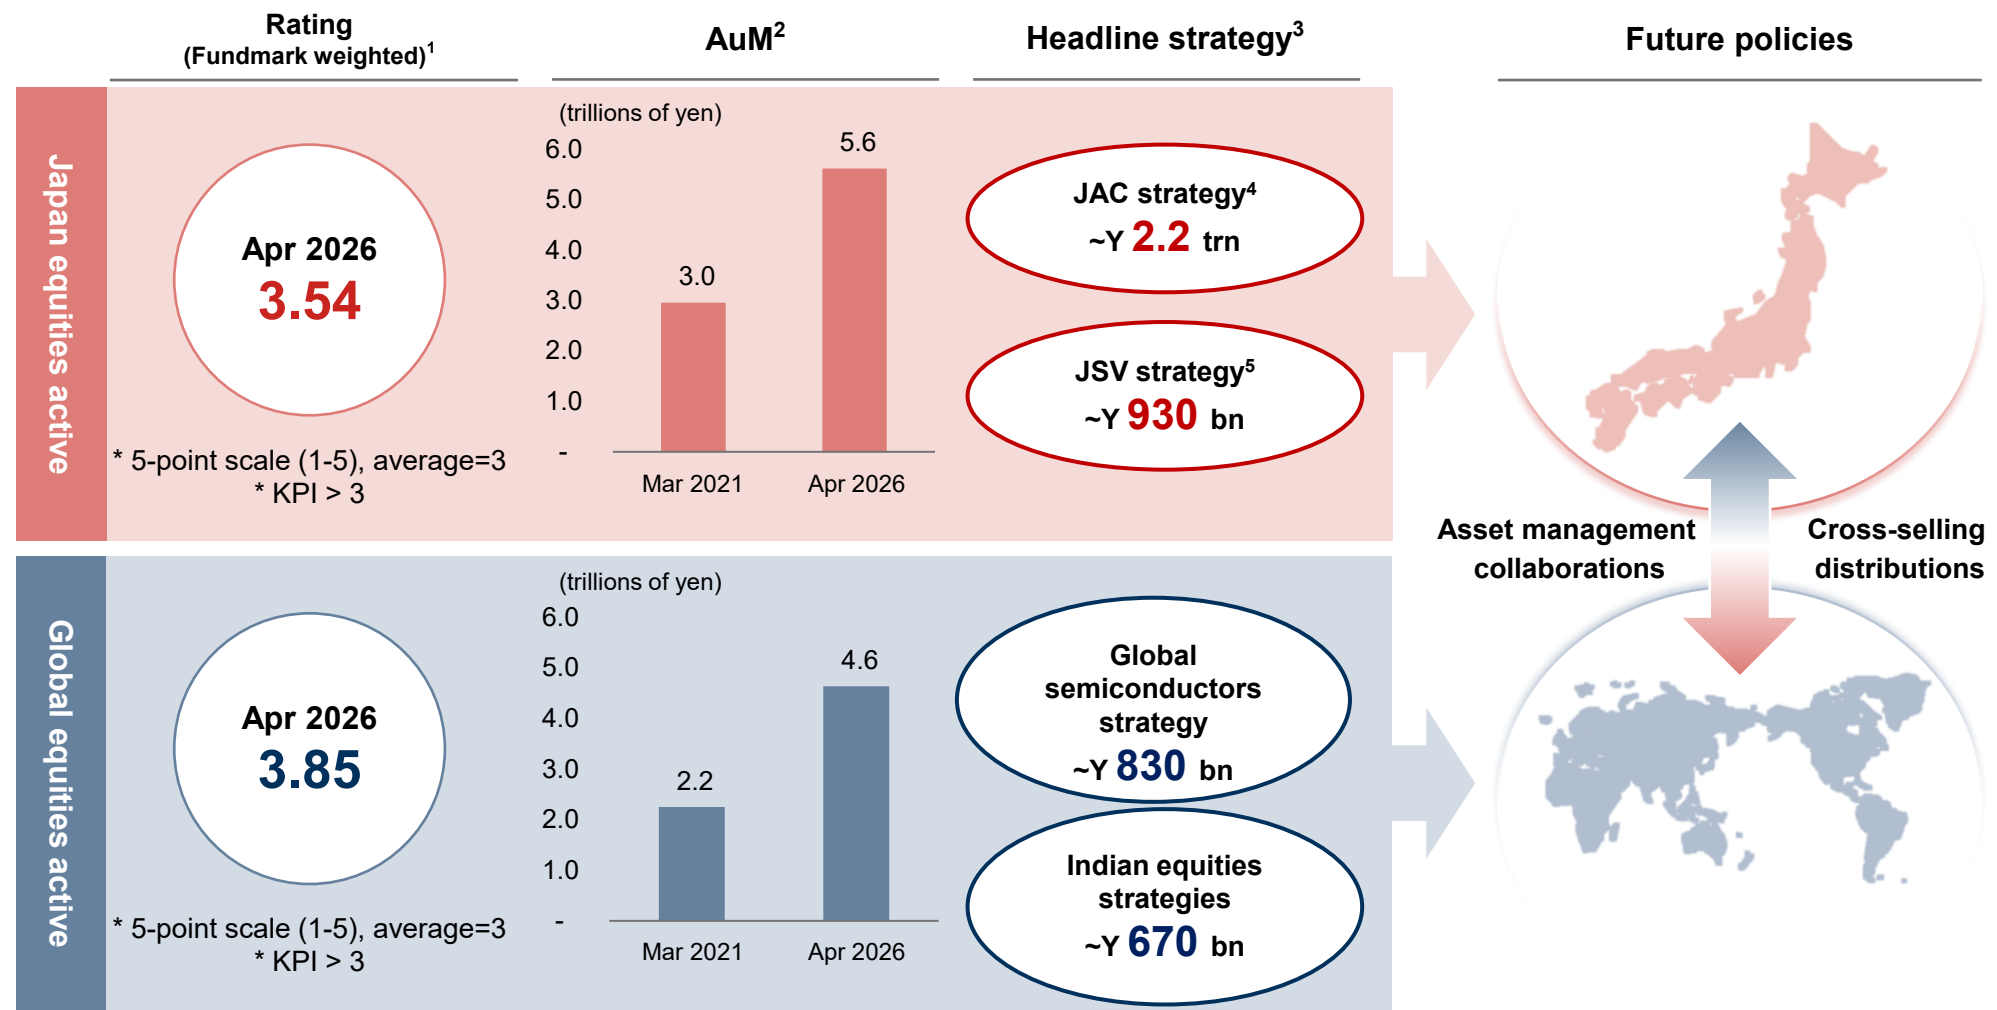 Rating
(Fundmark weighted)1
AuM2
Headline strategy3
Future policies
Japan equities active
Apr 2026
3.54
* 5-point scale (1-5), average=3
* KPI > 3
(trillions of yen)
6.0
5.0
4.0
3.0
2.0
1.0
-
3.0
5.6
Mar 2021
Apr 2026
JAC strategy4
~Y 2.2 trn
JSV strategy5
~Y 930 bn
Asset management
collaborations
Cross-selling
distributions
Global equities active
Apr 2026
3.85
* 5-point scale (1-5), average=3
* KPI > 3
(trillions of yen)
6.0
5.0
4.0
3.0
2.0
1.0
-
2.2
4.6
Mar 2021
Apr 2026
Global
semiconductors
strategy
~Y 830 bn
Indian equities
strategies
~Y 670 bn